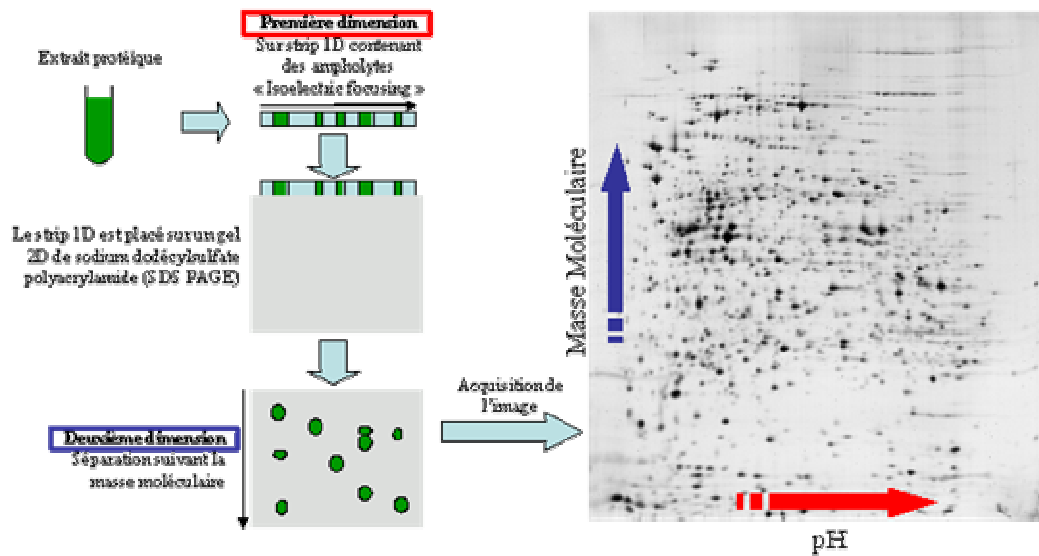 Extrait protéique
Première dimension
Sur strip 1D contenant
des ampholytes
« Isoelectric focusing »
Le strip 1D est placé sur un gel
2D de sodium dodécylsulfate
polyacrylamide (SDS PAGE)
Deuxième dimension
Séparation suivant la
masse moléculaire
Acquisition de
l'image
Masse Moléculaire
pH